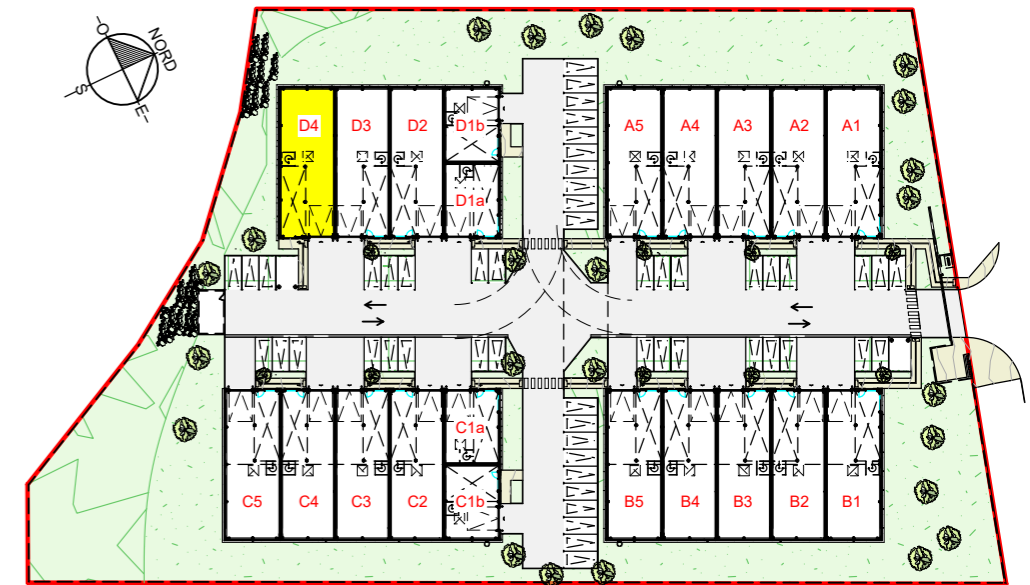 NORD
O
S
E
D4 D3 D2 D1b
D1a
A5 A4 A3 A2 A1
C1a
C5 C4 C3 C2 C1b
B5 B4 B3 B2 B1